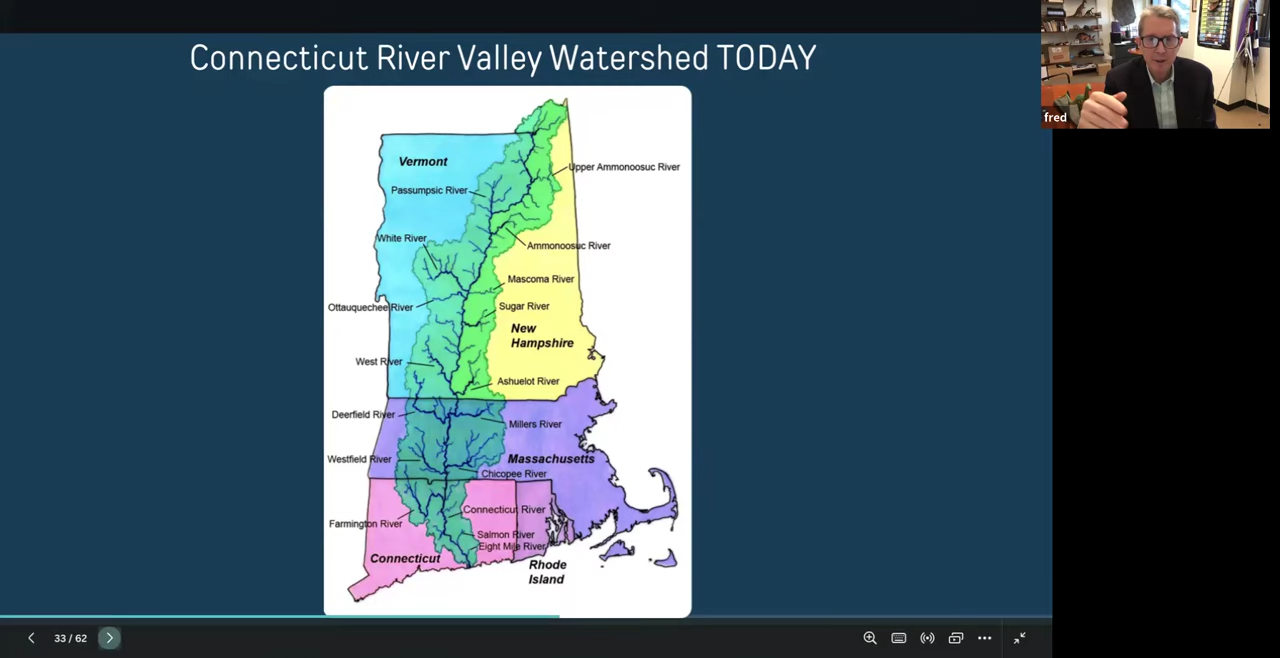 Connecticut River Valley Watershed TODAY
fred
Vermont
Upper Ammonoosuc River
Passumpsic River
White River
Ammonoosuc River
Mascoma River
Ottauquechee River
Sugar River
New
Hampshire
West River
Ashuelot River
Deerfield River
Millers River
Westfield River
Massachusetts
Chicopee River
Connecticut River
Farmington River
Salmon River
Eight Mile River
Connecticut
Rhode
Island
33 / 62